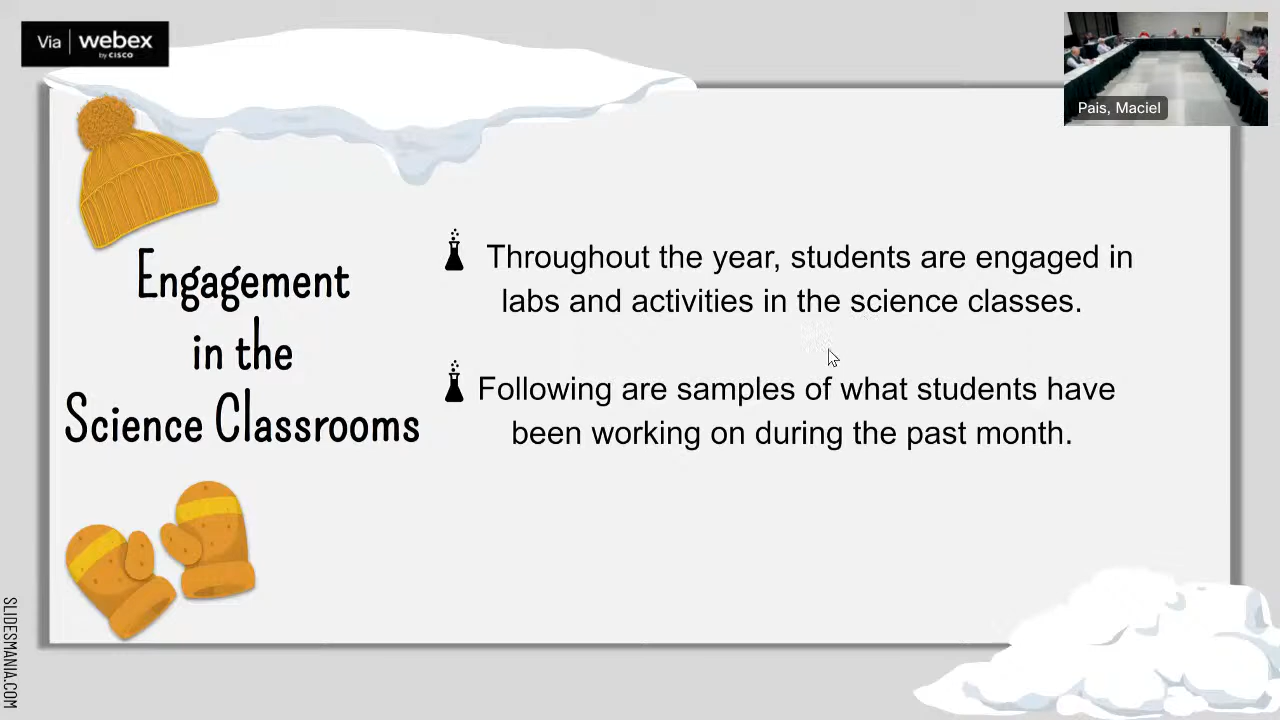 Via webex
by CISCO
Pais, Maciel
Engagement
in the
Science Classrooms
Throughout the year, students are engaged in
labs and activities in the science classes.
Following are samples of what students have
been working on during the past month.
SLIDESMANIA.COM